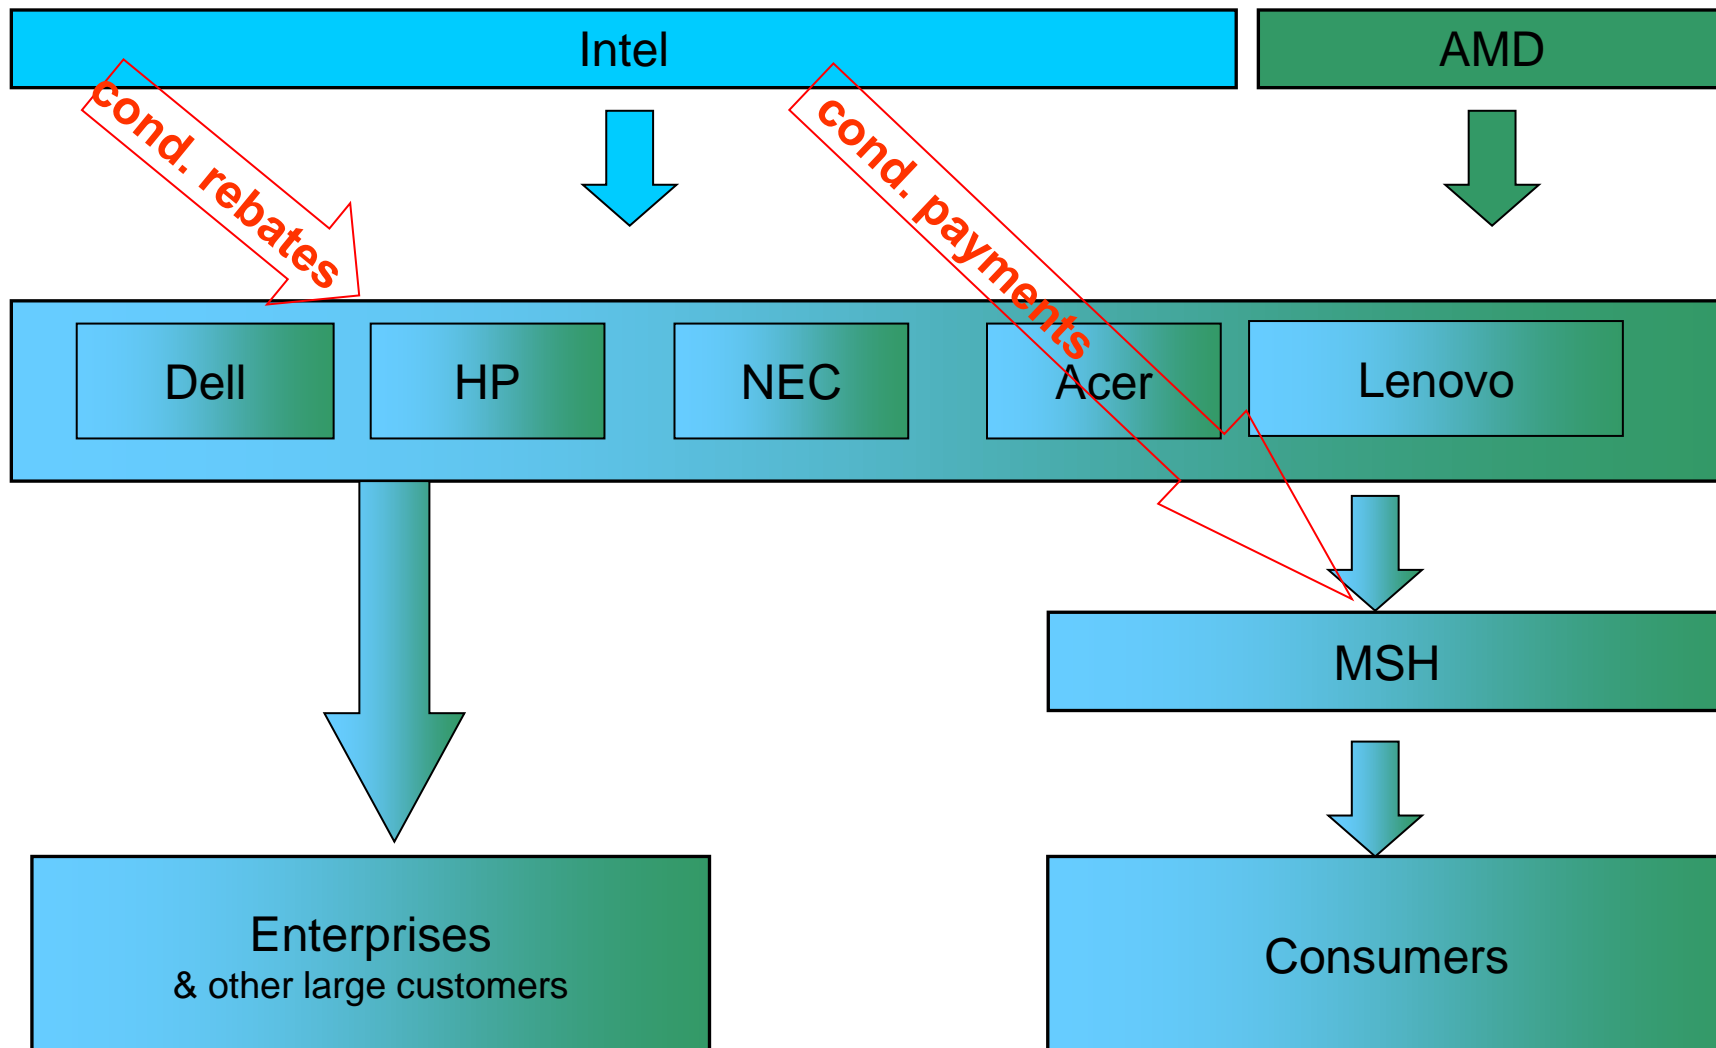 Intel
AMD
cond. rebates
cond. payments
Dell
HP
NEC
Acer
Lenovo
MSH
Enterprises
& other large customers
Consumers